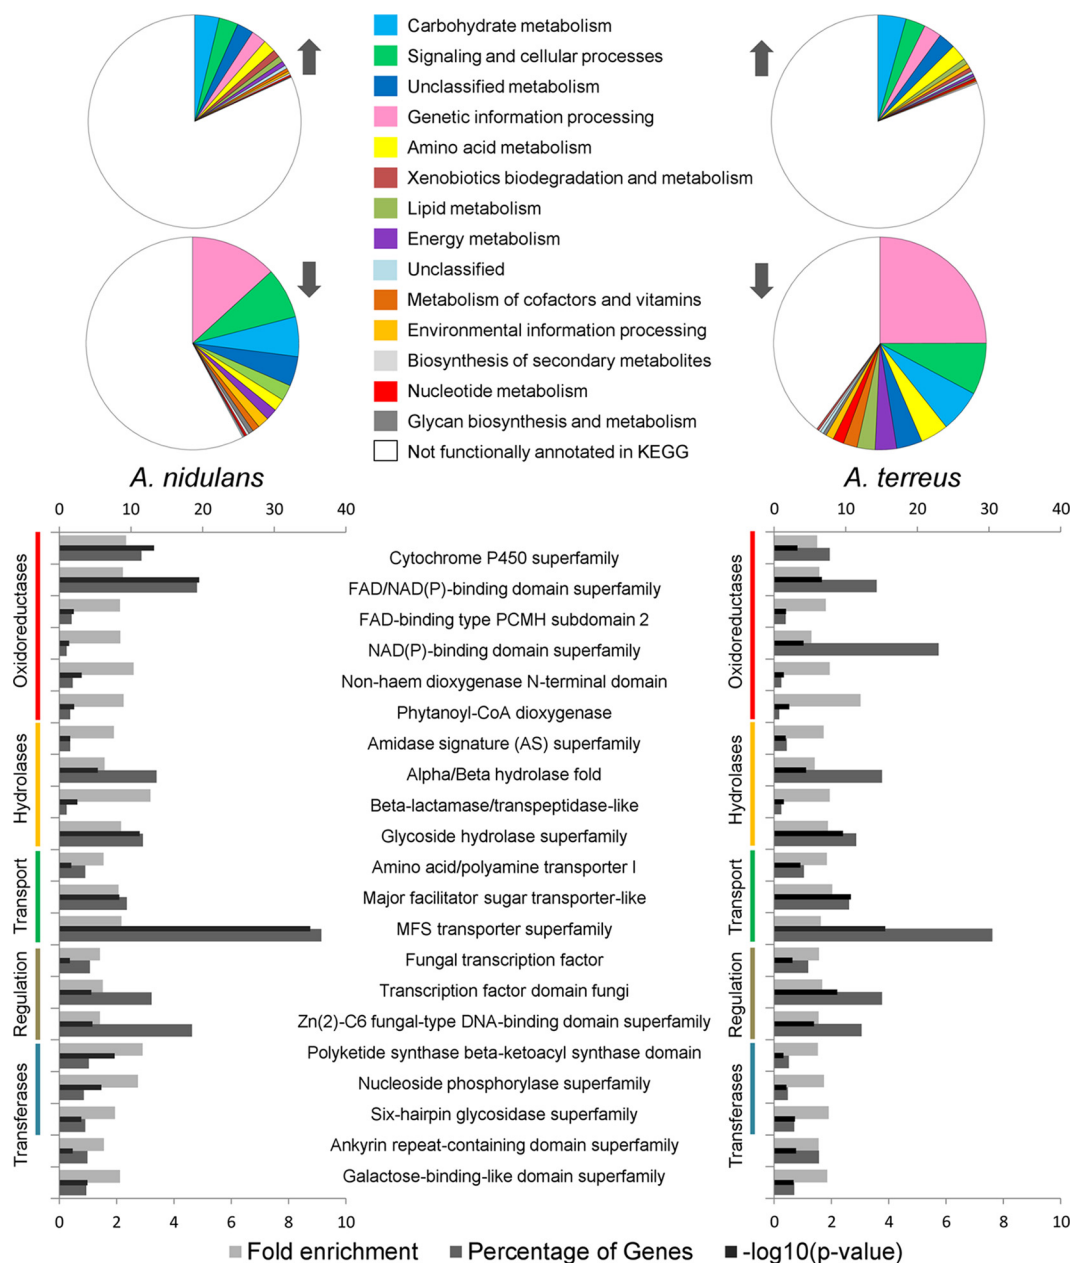 Carbohydrate metabolism
Signaling and cellular processes
Unclassified metabolism
Genetic information processing
Amino acid metabolism
Xenobiotics biodegradation and metabolism
Lipid metabolism
Energy metabolism
Unclassified
Metabolism of cofactors and vitamins
Environmental information processing
Biosynthesis of secondary metabolites
Nucleotide metabolism
Glycan biosynthesis and metabolism
Not functionally annotated in KEGG
A. nidulans
A. terreus
0 10 20 30 40
0 10 20 30 40
Oxidoreductases
Hydrolases
Transport
Regulation
Transferases
Cytochrome P450 superfamily
FAD/NAD(P)-binding domain superfamily
FAD-binding type PCMH subdomain 2
NAD(P)-binding domain superfamily
Non-haem dioxygenase N-terminal domain
Phytanoyl-CoA dioxygenase
Amidase signature (AS) superfamily
Alpha/Beta hydrolase fold
Beta-lactamase/transpeptidase-like
Glycoside hydrolase superfamily
Amino acid/polyamine transporter I
Major facilitator sugar transporter-like
MFS transporter superfamily
Fungal transcription factor
Transcription factor domain fungi
Zn(2)-C6 fungal-type DNA-binding domain superfamily
Polyketide synthase beta-ketoacyl synthase domain
Nucleoside phosphorylase superfamily
Six-hairpin glycosidase superfamily
Ankyrin repeat-containing domain superfamily
Galactose-binding-like domain superfamily
Oxidoreductases
Hydrolases
Transport
Regulation
Transferases
0 2 4 6 8 10
0 2 4 6 8 10
Fold enrichment Percentage of Genes -log10(p-value)